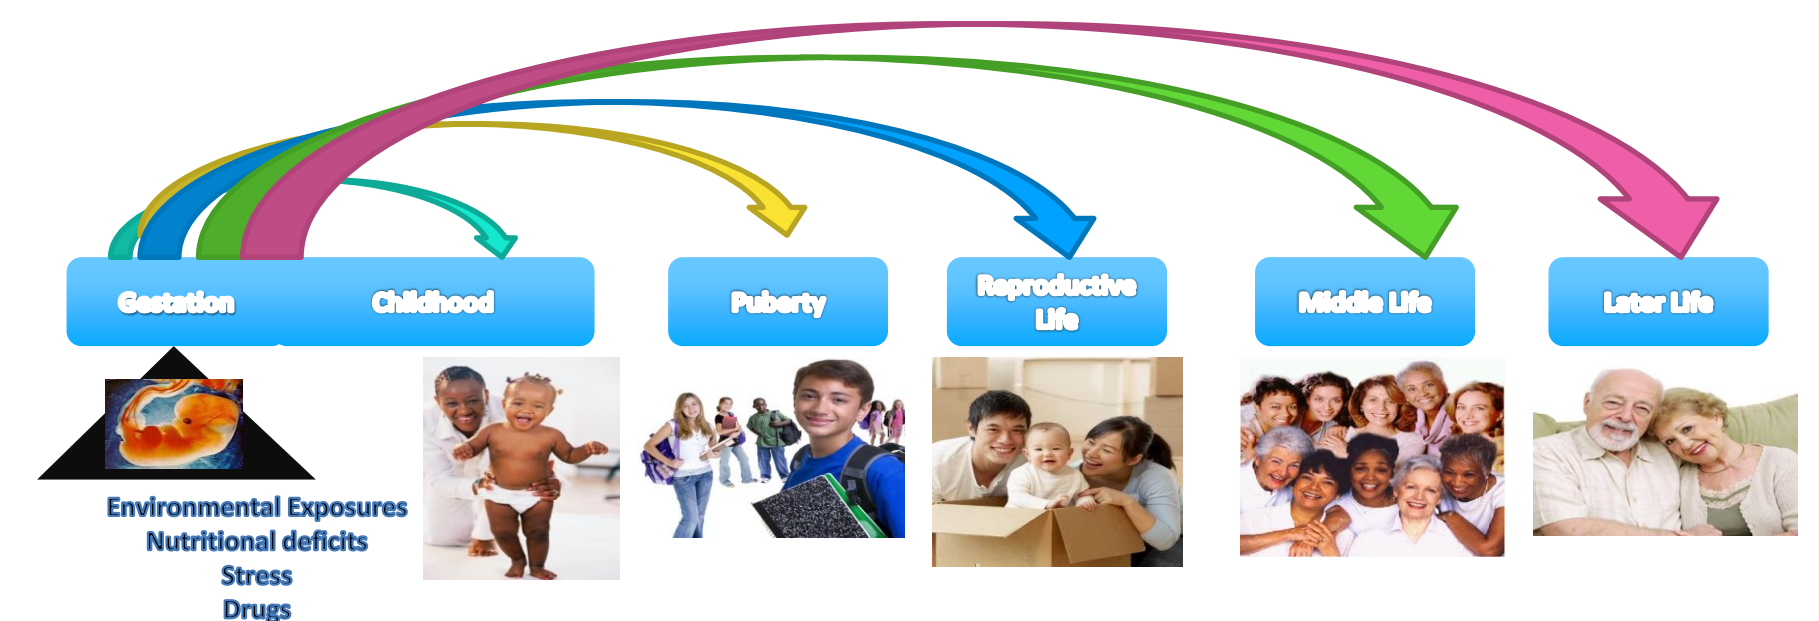 Gestation
Childhood
Puberty
Reproductive
Life
Middle Life
Later Life
Environmental Exposures
Nutritional deficits
Stress
Drugs